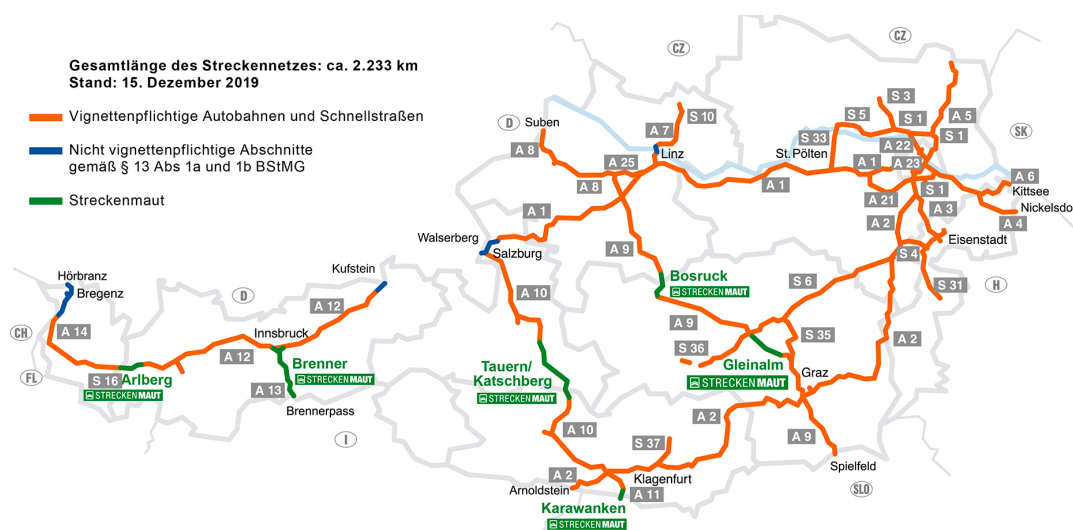 Gesamtlänge des Streckennetzes: ca. 2.233 km
Stand: 15. Dezember 2019
Vignettenpflichtige Autobahnen und Schnellstraßen
Nicht vignettenpflichtige Abschnitte
gemäß § 13 Abs 1a und 1b BStMG
Streckenmaut
CZ
CZ
D
SK
Suben
A 8
A 7
S 10
Linz
A 25
A 8
A 1
St. Pölten
S 33
S 5
S 3
S 1
A 5
S 1
A 22
A 23
A 1
A 1
A 21
S 1
A 6
Kittsee
A 3
Nickelsdo
A 4
A 2
Eisenstadt
S 4
S 31
H
Walserberg
Salzburg
A 9
A 10
Bosruck
STRECKENMAUT
S 6
A 9
S 35
S 36
A 2
Gleinalm
STRECKENMAUT
Graz
Hörbranz
Bregenz
D
Kufstein
A 12
CH
A 14
Innsbruck
A 12
FL
S 16
Arlberg
STRECKENMAUT
Brenner
STRECKENMAUT
A 13
Brennerpass
I
Tauern/
Katschberg
STRECKENMAUT
A 10
A 2
S 37
A 9
Spielfeld
A 2
Klagenfurt
Arnoldstein
A 11
SLO
Karawanken
STRECKENMAUT